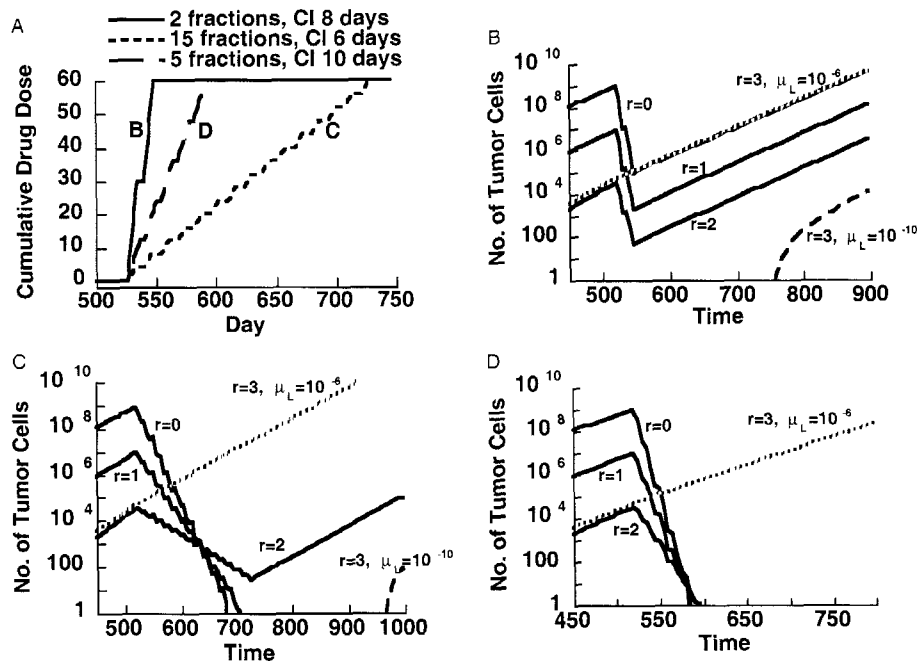 A
2 fractions, CI 8 days
15 fractions, CI 6 days
5 fractions, CI 10 days
Cumulative Drug Dose
60
50
40
30
20
10
0
B
D
C
500 550 600 650 700 750
Day
B
No. of Tumor Cells
10 10
10 8
10 6
10 4
100
1
r=0
r=3, μL=10 -6
r=1
r=2
r=3, μL=10 -10
500 600 700 800 900
Time
C
No. of Tumor Cells
10 10
10 8
10 6
10 4
100
1
r=3, μL=10 -6
r=0
r=1
r=2
r=3, μL=10 -10
500 600 700 800 900 1000
Time
D
No. of Tumor Cells
10 10
10 8
10 6
10 4
100
1
r=0
r=3, μL=10 -6
r=1
r=2
450 550 650 750
Time